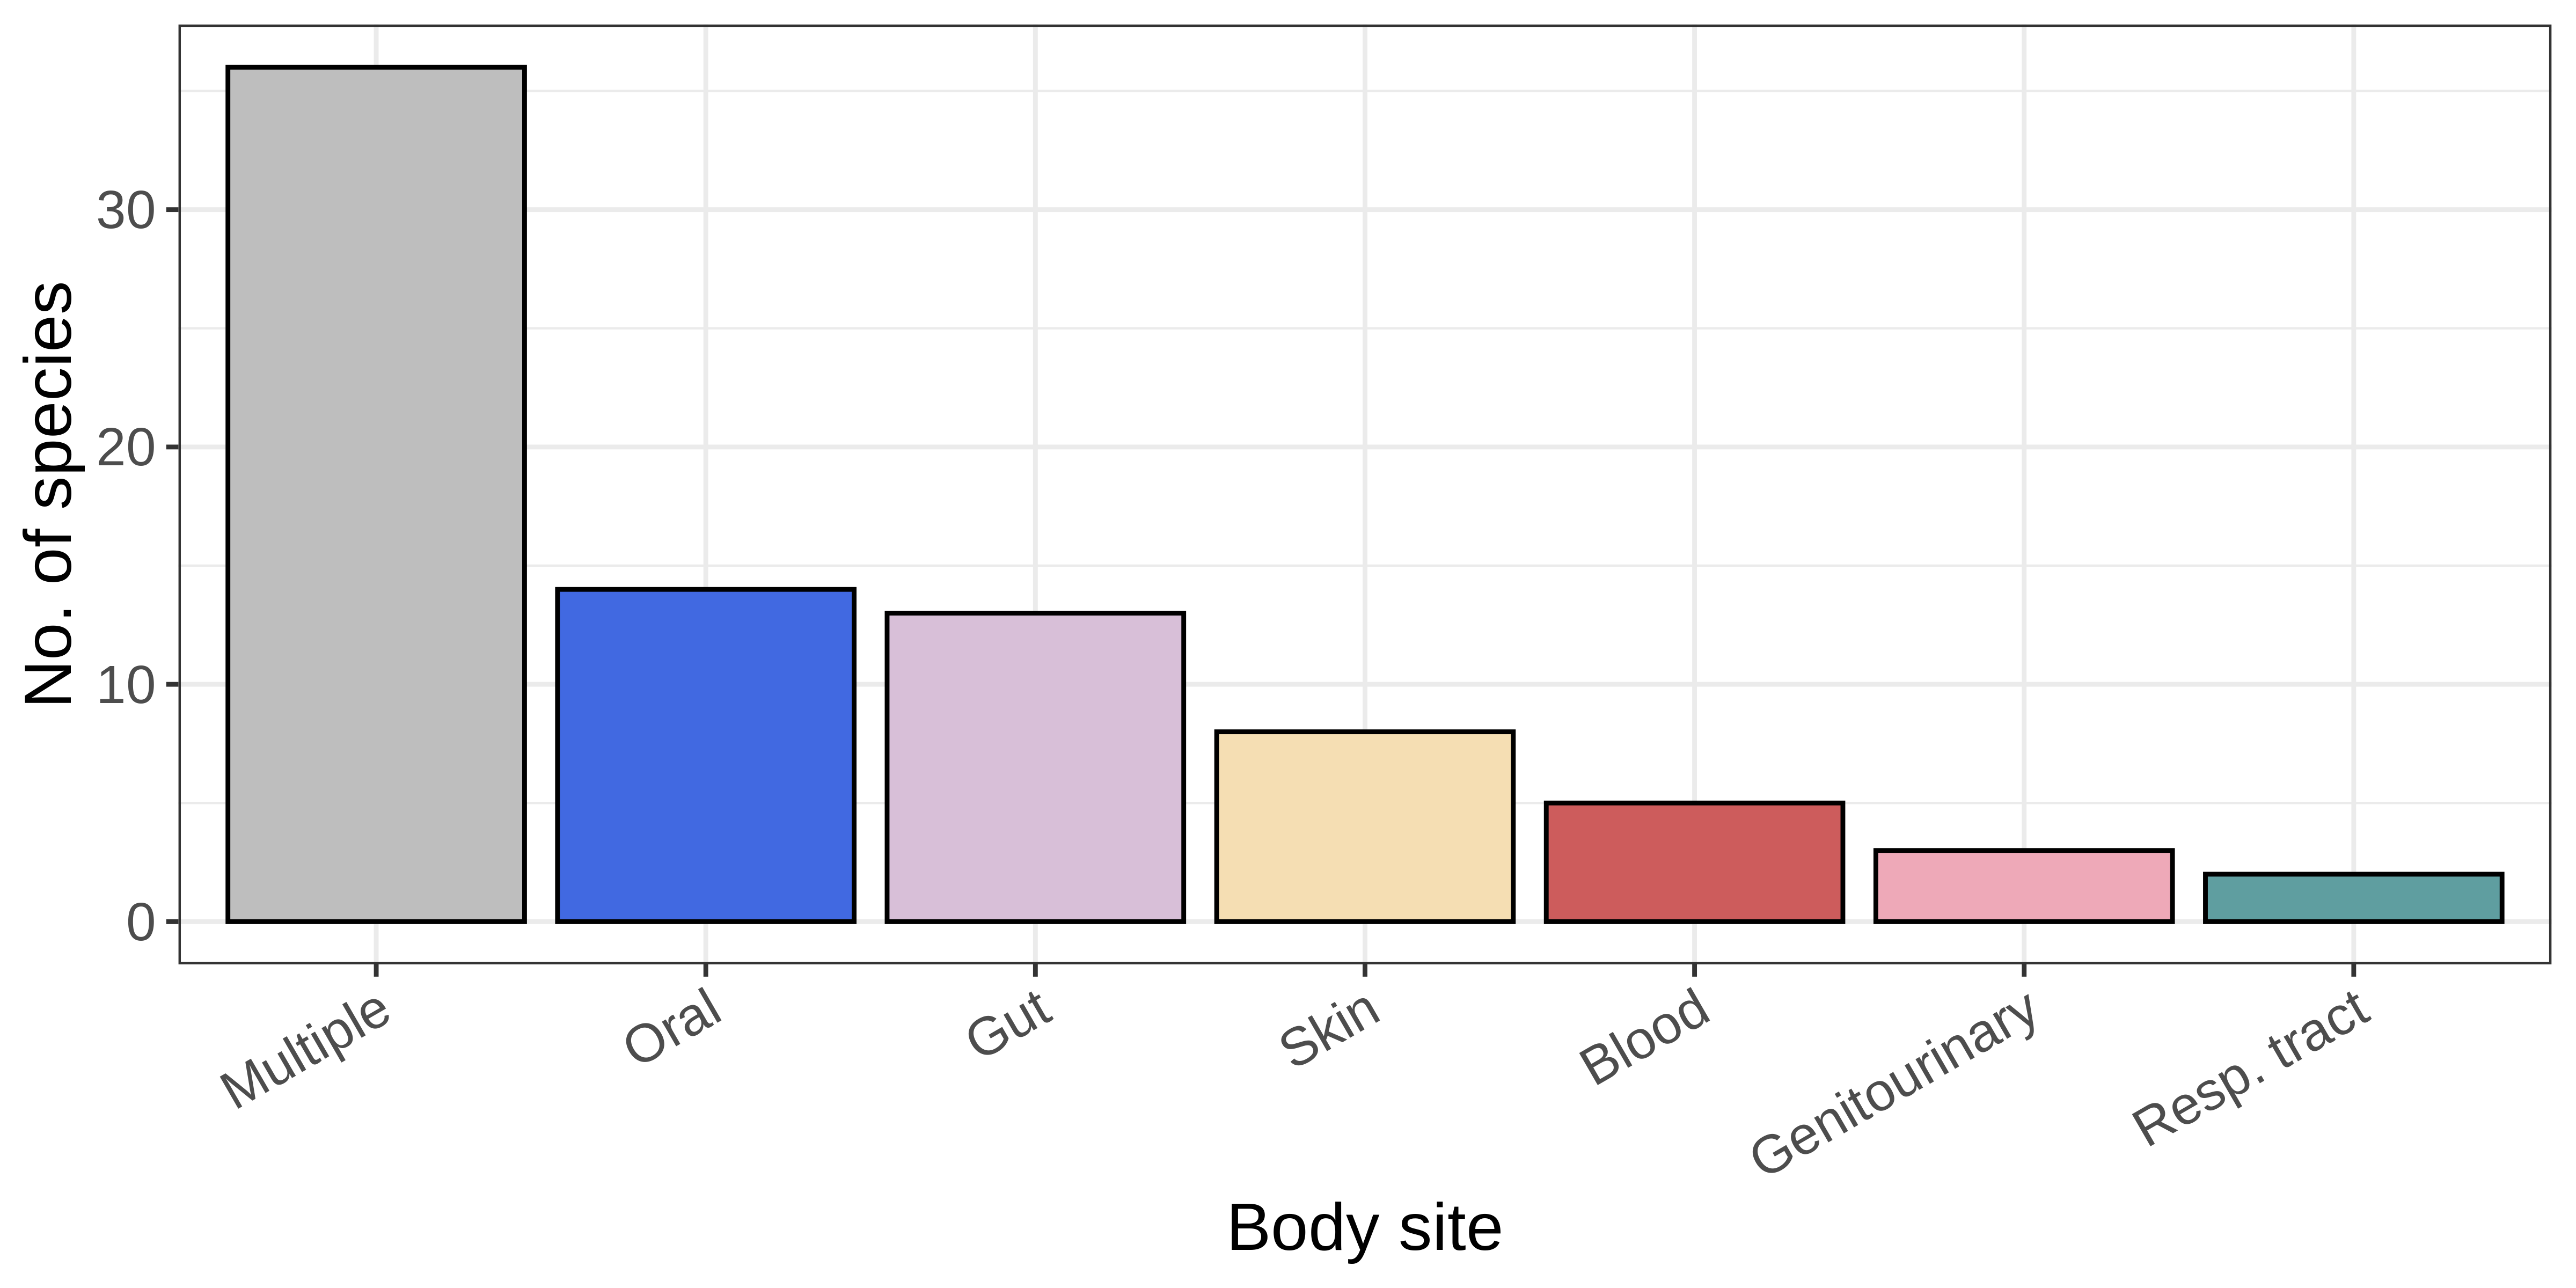 No. of species
30
20
10
0
Multiple
Oral
Gut
Skin
Blood
Genitourinary
Resp. tract
Body site